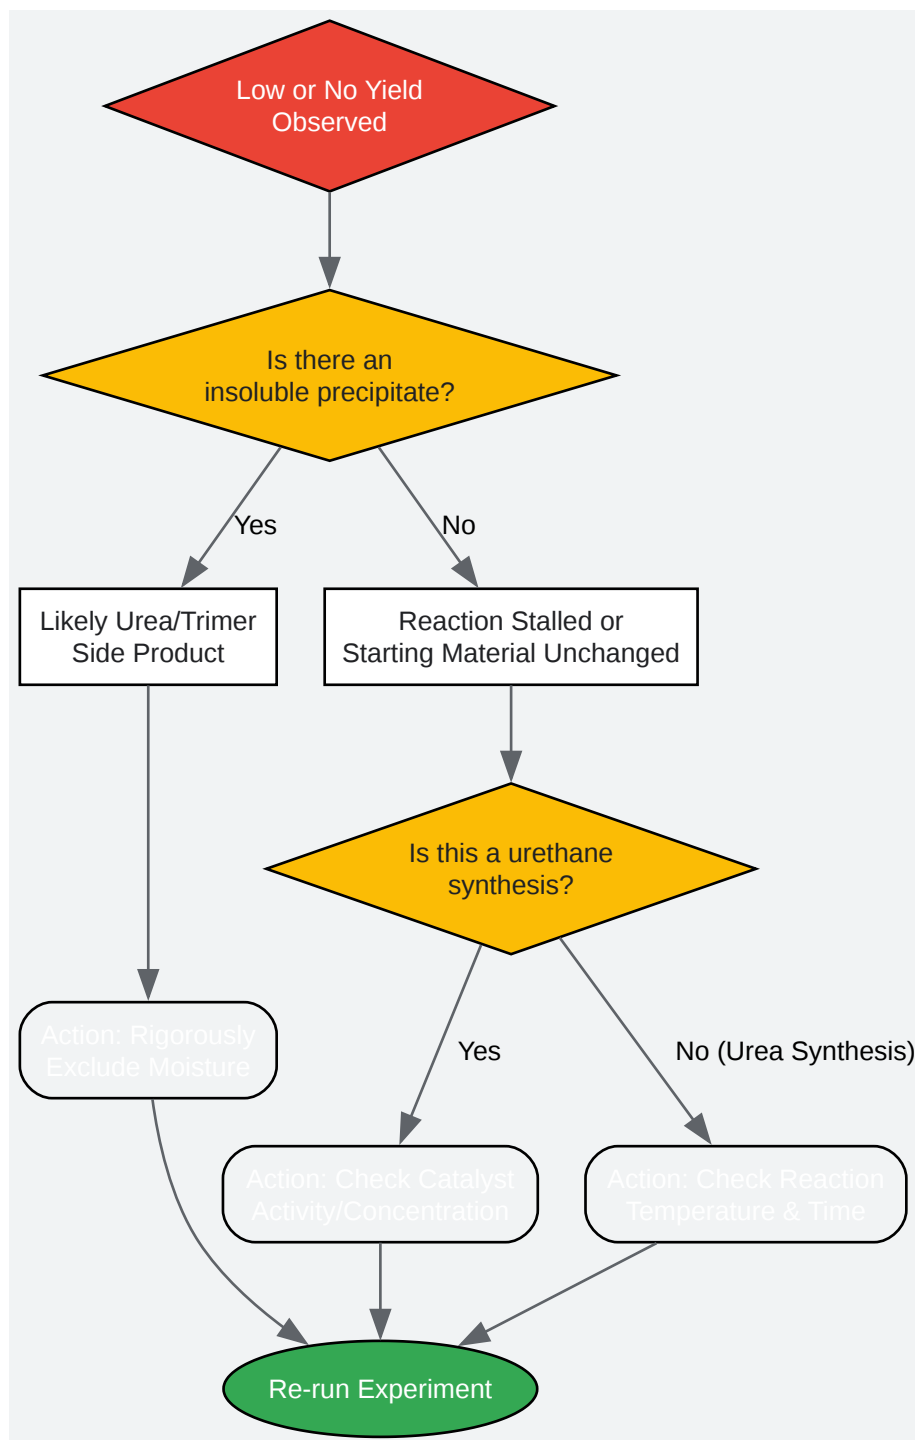 Low or No Yield
Observed
Is there an
insoluble precipitate?
Yes
No
Likely Urea/Trimer
Side Product
Reaction Stalled or
Starting Material Unchanged
Is this a urethane
synthesis?
Action: Rigorously
Exclude Moisture
Yes
No (Urea Synthesis)
Action: Check Catalyst
Activity/Concentration
Action: Check Reaction
Temperature & Time
Re-run Experiment